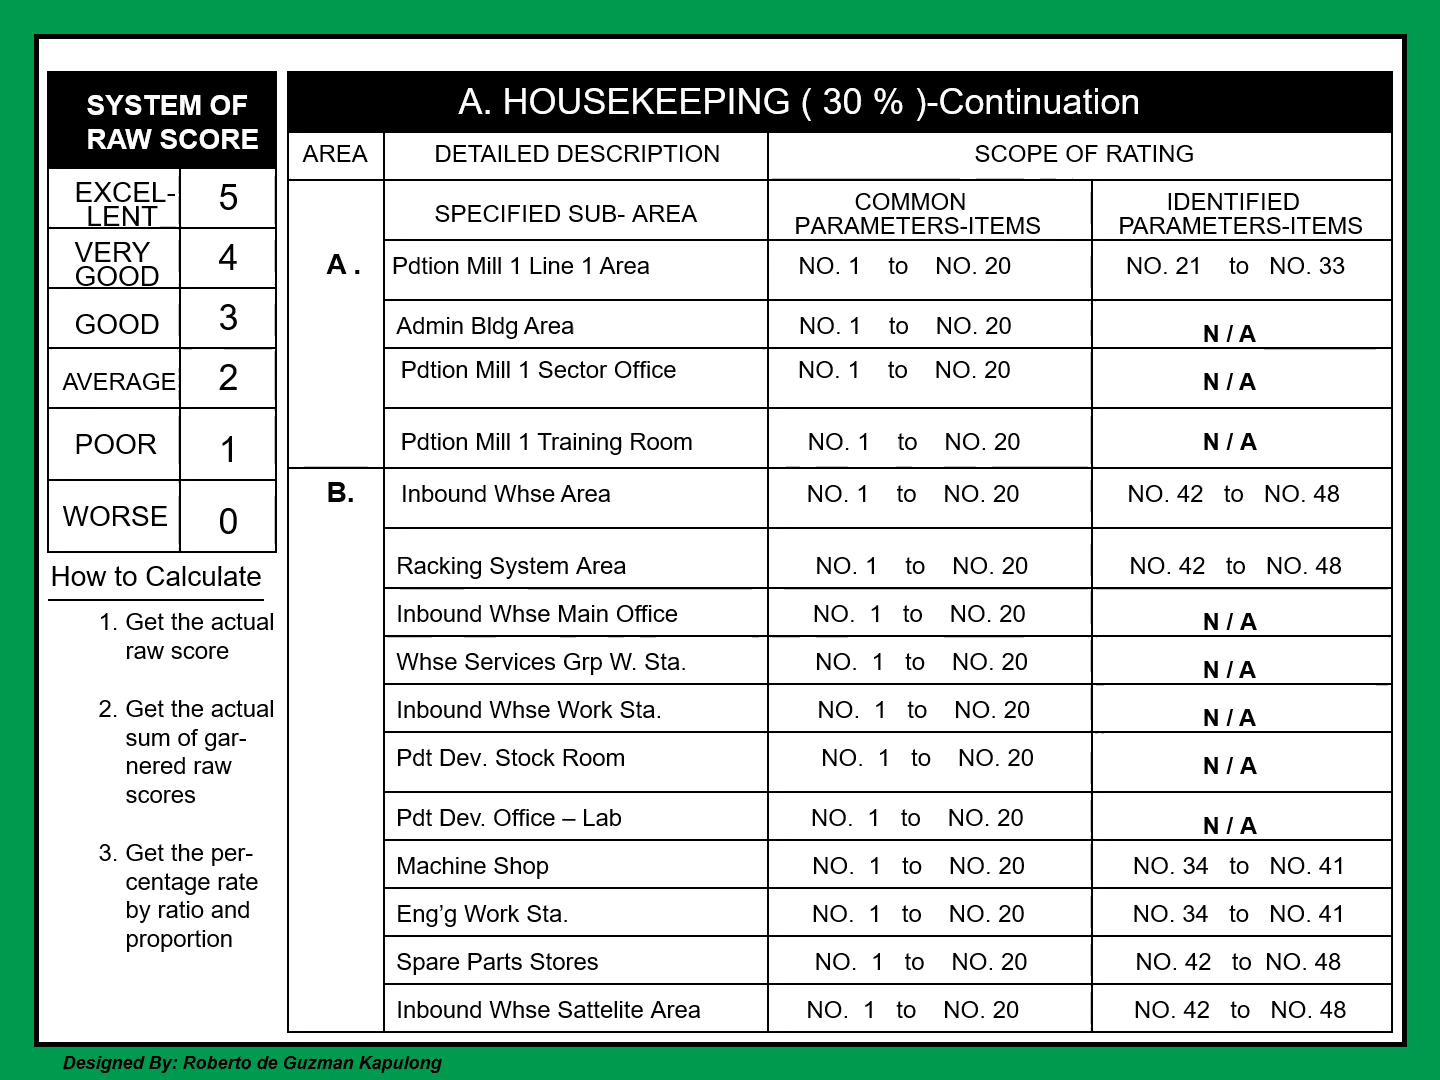 SYSTEM OF
RAW SCORE
EXCEL-
LENT
5
VERY
GOOD
4
GOOD
3
AVERAGE
2
POOR
1
WORSE
0
How to Calculate
1. Get the actual
raw score
2. Get the actual
sum of gar-
nered raw
scores
3. Get the per-
centage rate
by ratio and
proportion
A. HOUSEKEEPING ( 30 % )-Continuation
AREA DETAILED DESCRIPTION SCOPE OF RATING
SPECIFIED SUB- AREA
COMMON
PARAMETERS-ITEMS
IDENTIFIED
PARAMETERS-ITEMS
A . Pdtion Mill 1 Line 1 Area NO. 1 to NO. 20 NO. 21 to NO. 33
Admin Bldg Area NO. 1 to NO. 20 N / A
Pdtion Mill 1 Sector Office NO. 1 to NO. 20 N / A
Pdtion Mill 1 Training Room NO. 1 to NO. 20 N / A
B. Inbound Whse Area NO. 1 to NO. 20 NO. 42 to NO. 48
Racking System Area NO. 1 to NO. 20 NO. 42 to NO. 48
Inbound Whse Main Office NO. 1 to NO. 20 N / A
Whse Services Grp W. Sta. NO. 1 to NO. 20 N / A
Inbound Whse Work Sta. NO. 1 to NO. 20 N / A
Pdt Dev. Stock Room NO. 1 to NO. 20 N / A
Pdt Dev. Office – Lab NO. 1 to NO. 20 N / A
Machine Shop NO. 1 to NO. 20 NO. 34 to NO. 41
Eng’g Work Sta. NO. 1 to NO. 20 NO. 34 to NO. 41
Spare Parts Stores NO. 1 to NO. 20 NO. 42 to NO. 48
Inbound Whse Sattelite Area NO. 1 to NO. 20 NO. 42 to NO. 48
Designed By: Roberto de Guzman Kapulong